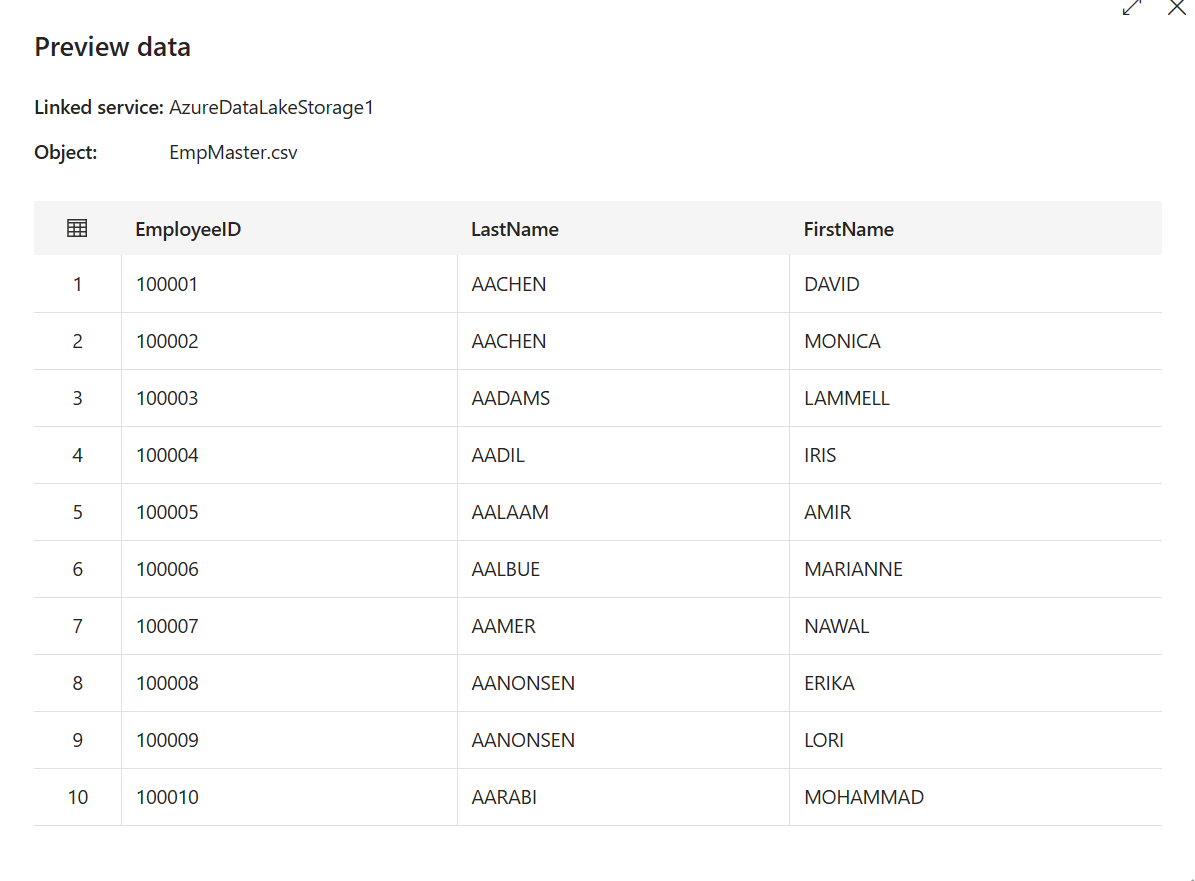 Preview data
Linked service: AzureDataLakeStorage1
Object: EmpMaster.csv
EmployeeID LastName FirstName
1 100001 AACHEN DAVID
2 100002 AACHEN MONICA
3 100003 AADAMS LAMMELL
4 100004 AADIL IRIS
5 100005 AALAAM AMIR
6 100006 AALBUE MARIANNE
7 100007 AAMER NAWAL
8 100008 AANONSEN ERIKA
9 100009 AANONSEN LORI
10 100010 AARABI MOHAMMAD